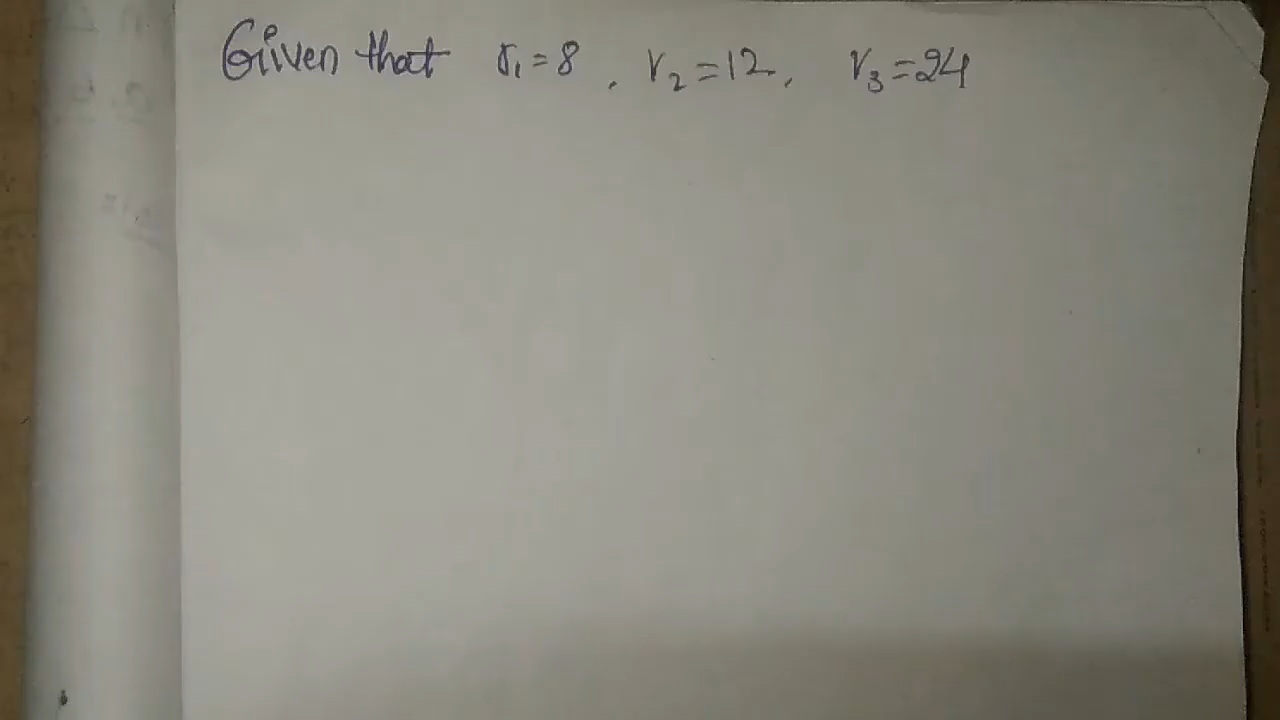 Given that r₁=8, r₂=12, r₃=24